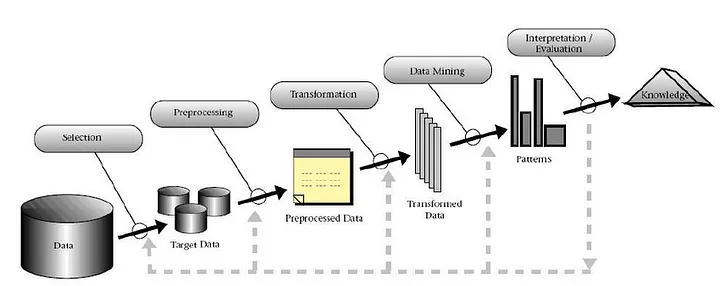 Interpretation /
Evaluation
Data Mining
Transformation
Preprocessing
Selection
Data
Target Data
Preprocessed Data
Transformed
Data
Patterns
Knowledge